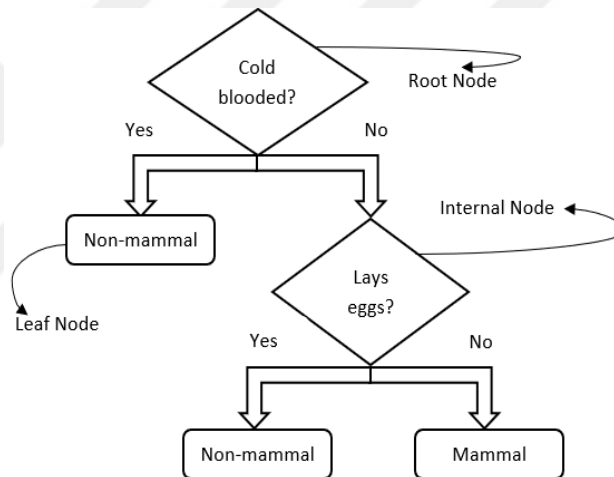 Cold
blooded?
Root Node
Yes
No
Non-mammal
Internal Node
Lays
eggs?
Leaf Node
Yes
No
Non-mammal
Mammal